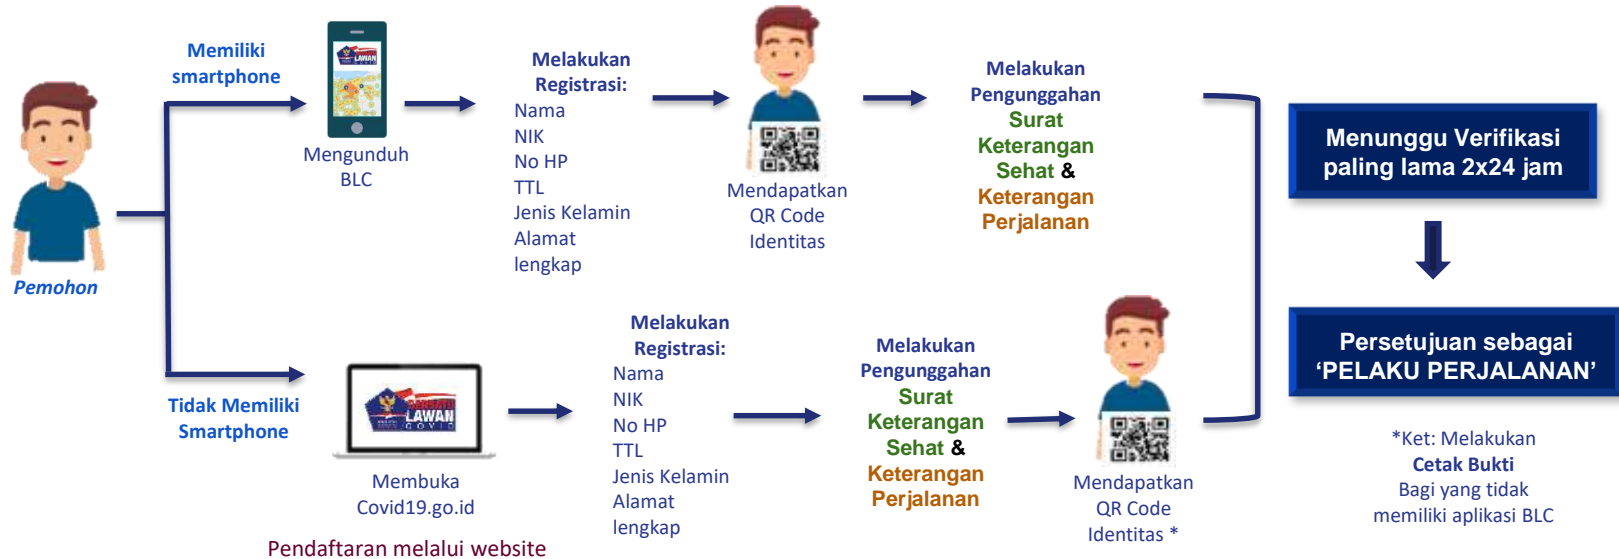 Pemohon
Memiliki
smartphone
LAWAN
Mengunduh
BLC
Melakukan
Registrasi:
Nama
NIK
No HP
TTL
Jenis Kelamin
Alamat
lengkap
Mendapatkan
QR Code
Identitas
Melakukan
Pengunggahan
Surat
Keterangan
Sehat &
Keterangan
Perjalanan
Tidak Memiliki
Smartphone
BERSATU
LAWAN
COVID
Membuka
Covid19.go.id
Pendaftaran melalui website
Melakukan
Registrasi:
Nama
NIK
No HP
TTL
Jenis Kelamin
Alamat
lengkap
Melakukan
Pengunggahan
Surat
Keterangan
Sehat &
Keterangan
Perjalanan
Mendapatkan
QR Code
Identitas *
Menunggu Verifikasi
paling lama 2x24 jam
Persetujuan sebagai
‘PELAKU PERJALANAN’
*Ket: Melakukan
Cetak Bukti
Bagi yang tidak
memiliki aplikasi BLC